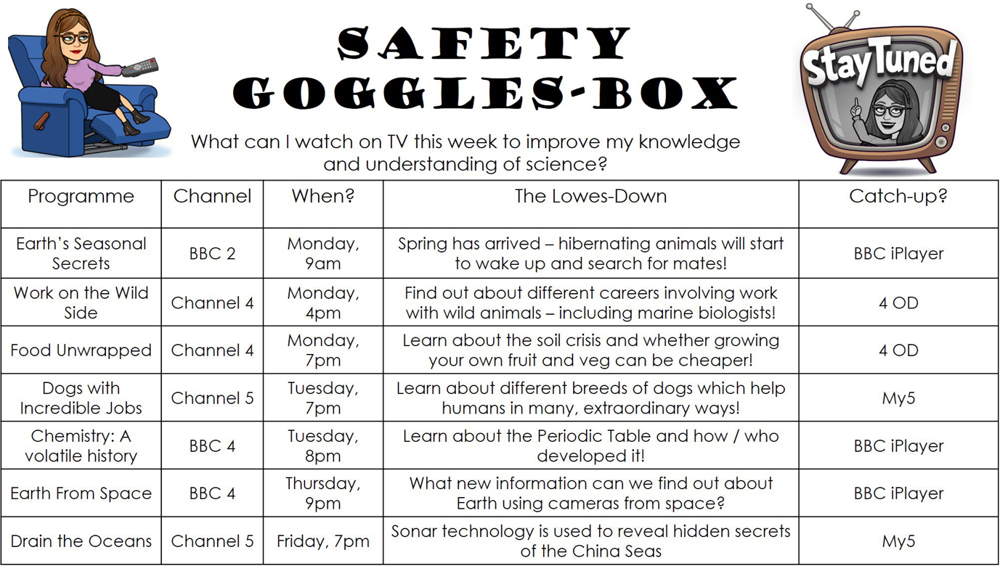 SAFETY
GOGGLES-BOX
Stay Tuned
What can I watch on TV this week to improve my knowledge
and understanding of science?
Programme Channel When? The Lowes-Down Catch-up?
Earth's Seasonal
Secrets
BBC 2
Monday,
9am
Spring has arrived – hibernating animals will start
to wake up and search for mates!
BBC iPlayer
Work on the Wild
Side
Channel 4
Monday,
4pm
Find out about different careers involving work
with wild animals – including marine biologists!
4 OD
Food Unwrapped
Channel 4
Monday,
7pm
Learn about the soil crisis and whether growing
your own fruit and veg can be cheaper!
4 OD
Dogs with
Incredible Jobs
Channel 5
Tuesday,
7pm
Learn about different breeds of dogs which help
humans in many, extraordinary ways!
My5
Chemistry: A
volatile history
BBC 4
Tuesday,
8pm
Learn about the Periodic Table and how / who
developed it!
BBC iPlayer
Earth From Space
BBC 4
Thursday,
9pm
What new information can we find out about
Earth using cameras from space?
BBC iPlayer
Drain the Oceans
Channel 5
Friday, 7pm
Sonar technology is used to reveal hidden secrets
of the China Seas
My5